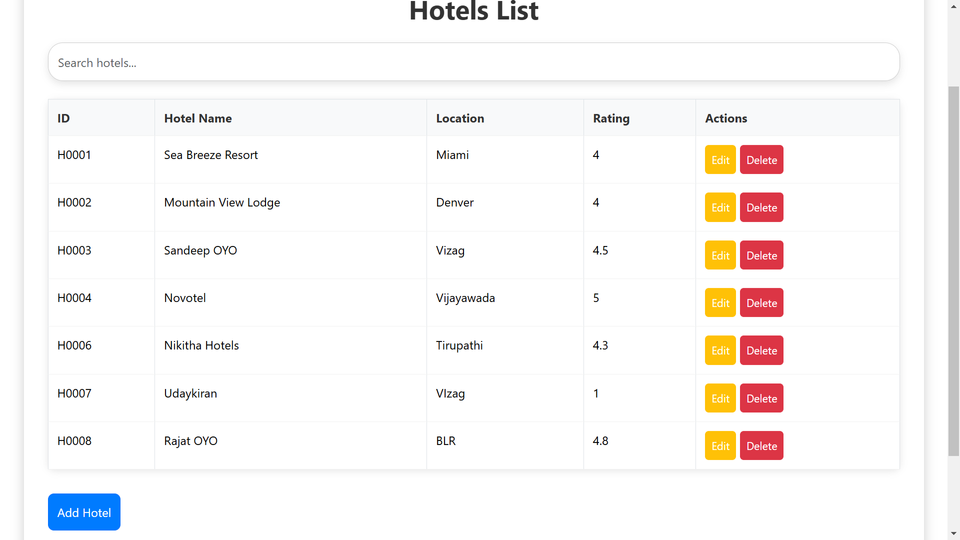 Hotels List
Search hotels...
ID Hotel Name Location Rating Actions
H0001 Sea Breeze Resort Miami 4 Edit Delete
H0002 Mountain View Lodge Denver 4 Edit Delete
H0003 Sandeep OYO Vizag 4.5 Edit Delete
H0004 Novotel Vijayawada 5 Edit Delete
H0006 Nikitha Hotels Tirupathi 4.3 Edit Delete
H0007 Udaykiran VIzag 1 Edit Delete
H0008 Rajat OYO BLR 4.8 Edit Delete
Add Hotel